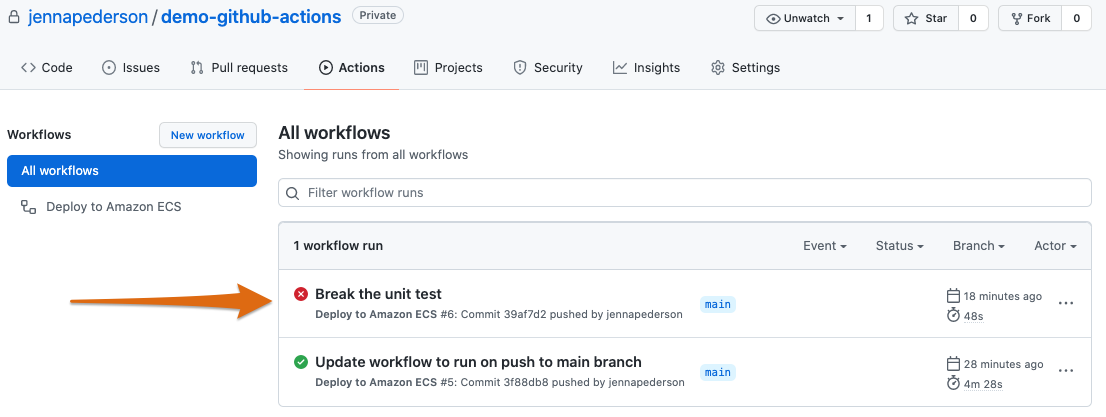 jennapederson / demo-github-actions Private Unwatch 1 Star 0 Fork 0
Code Issues Pull requests Actions Projects Security Insights Settings
Workflows New workflow
All workflows
Deploy to Amazon ECS
All workflows
Showing runs from all workflows
Filter workflow runs
1 workflow run Event Status Branch Actor
Break the unit test
Deploy to Amazon ECS #6: Commit 39af7d2 pushed by jennapederson
main
18 minutes ago
48s
Update workflow to run on push to main branch
Deploy to Amazon ECS #5: Commit 3f88db8 pushed by jennapederson
main
28 minutes ago
4m 28s